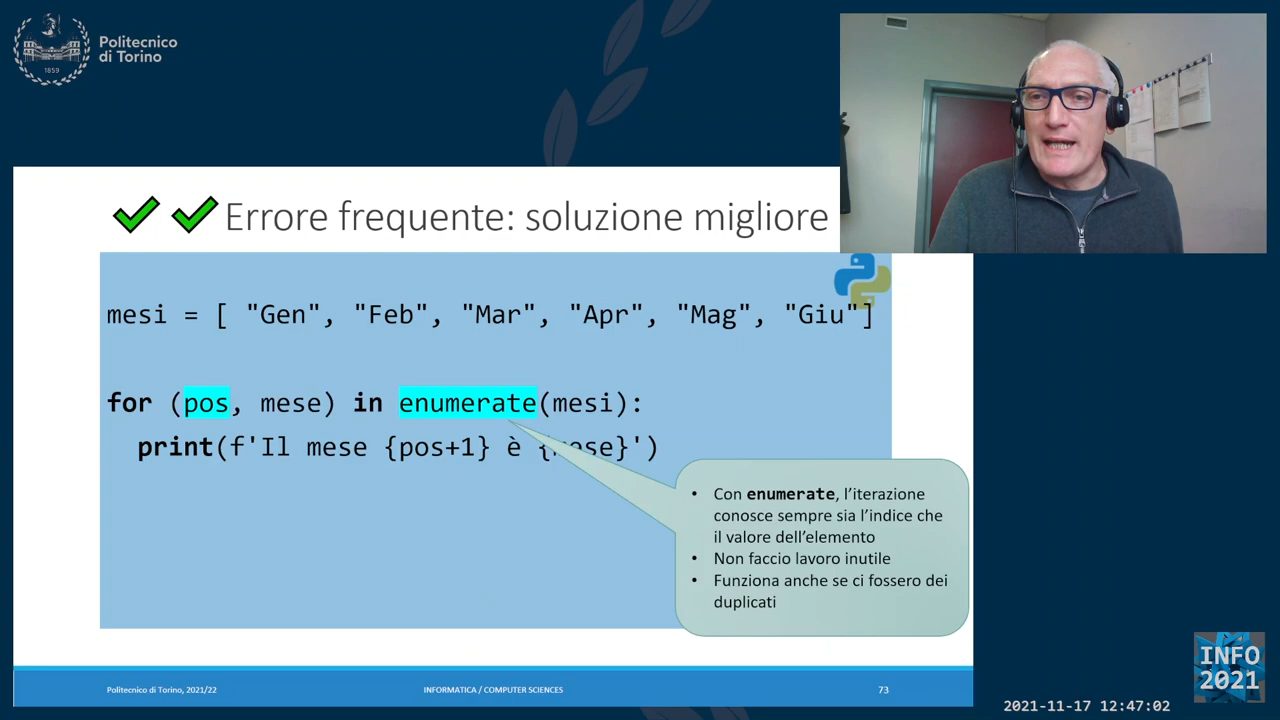 Politecnico
di Torino
1859
Errore frequente: soluzione migliore
mesi = [ "Gen", "Feb", "Mar", "Apr", "Mag", "Giu"]
for (pos, mese) in enumerate(mesi):
print(f'Il mese {pos+1} è {mese}')
• Con enumerate, l'iterazione
conosce sempre sia l'indice che
il valore dell'elemento
• Non faccio lavoro inutile
• Funziona anche se ci fossero dei
duplicati
Politecnico di Torino, 2021/22
INFORMATICA / COMPUTER SCIENCES
73
INFO
2021
2021-11-17 12:47:02